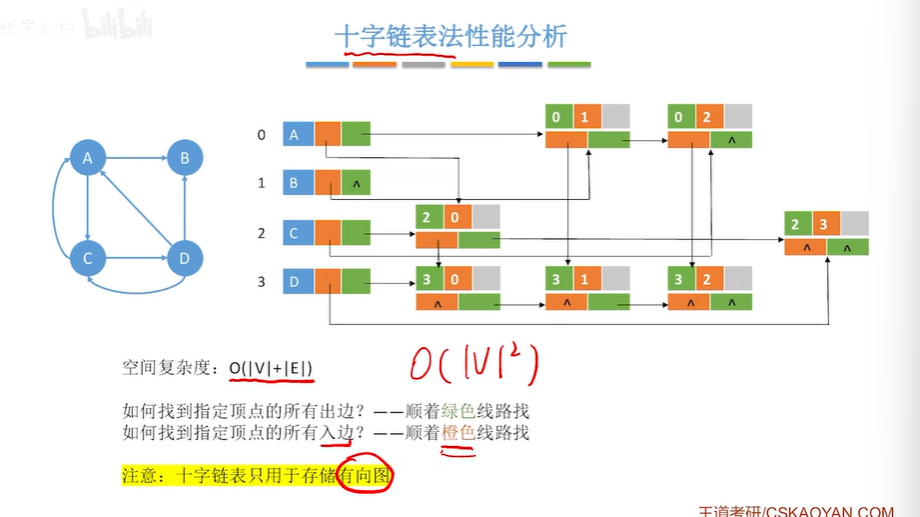 十字链表法性能分析
A B
C D
0 A
1 B ^
2 C
3 D
0 1
0 2
^
2 0
2 3
^ ^
3 0
^
3 1
^
3 2
^ ^
空间复杂度：O(|V|+|E|)
O(|V|²)
如何找到指定顶点的所有出边？——顺着绿色线路找
如何找到指定顶点的所有入边？——顺着橙色线路找
注意：十字链表只用于存储有向图
王道考研/CSKAOYAN.COM